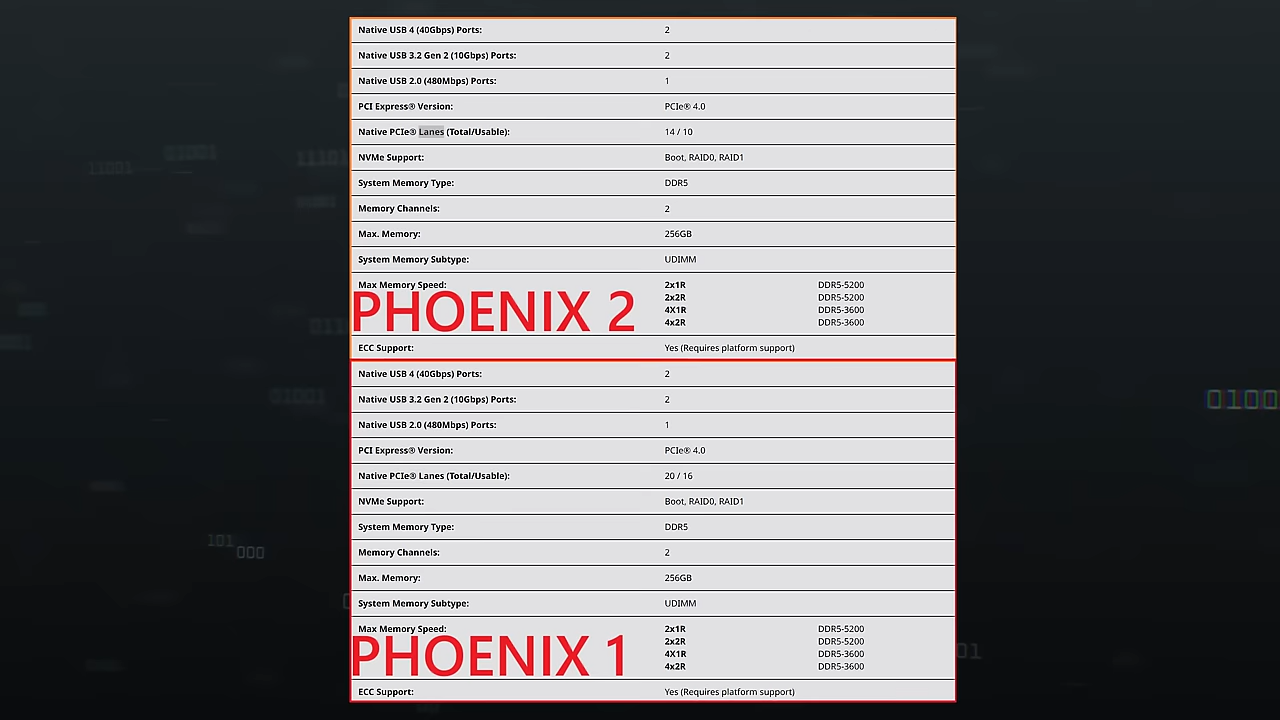 Native USB 4 (40Gbps) Ports: 2
Native USB 3.2 Gen 2 (10Gbps) Ports: 2
Native USB 2.0 (480Mbps) Ports: 1
PCI Express® Version: PCIe® 4.0
Native PCIe® Lanes (Total/Usable): 14 / 10
NVMe Support: Boot, RAID0, RAID1
System Memory Type: DDR5
Memory Channels: 2
Max. Memory: 256GB
System Memory Subtype: UDIMM
Max Memory Speed: 2x1R DDR5-5200
2x2R DDR5-5200
4X1R DDR5-3600
4x2R DDR5-3600
PHOENIX 2
ECC Support: Yes (Requires platform support)
Native USB 4 (40Gbps) Ports: 2
Native USB 3.2 Gen 2 (10Gbps) Ports: 2
Native USB 2.0 (480Mbps) Ports: 1
PCI Express® Version: PCIe® 4.0
Native PCIe® Lanes (Total/Usable): 20 / 16
NVMe Support: Boot, RAID0, RAID1
System Memory Type: DDR5
Memory Channels: 2
Max. Memory: 256GB
System Memory Subtype: UDIMM
Max Memory Speed: 2x1R DDR5-5200
2x2R DDR5-5200
4X1R DDR5-3600
4x2R DDR5-3600
PHOENIX 1
ECC Support: Yes (Requires platform support)
101
000
0100